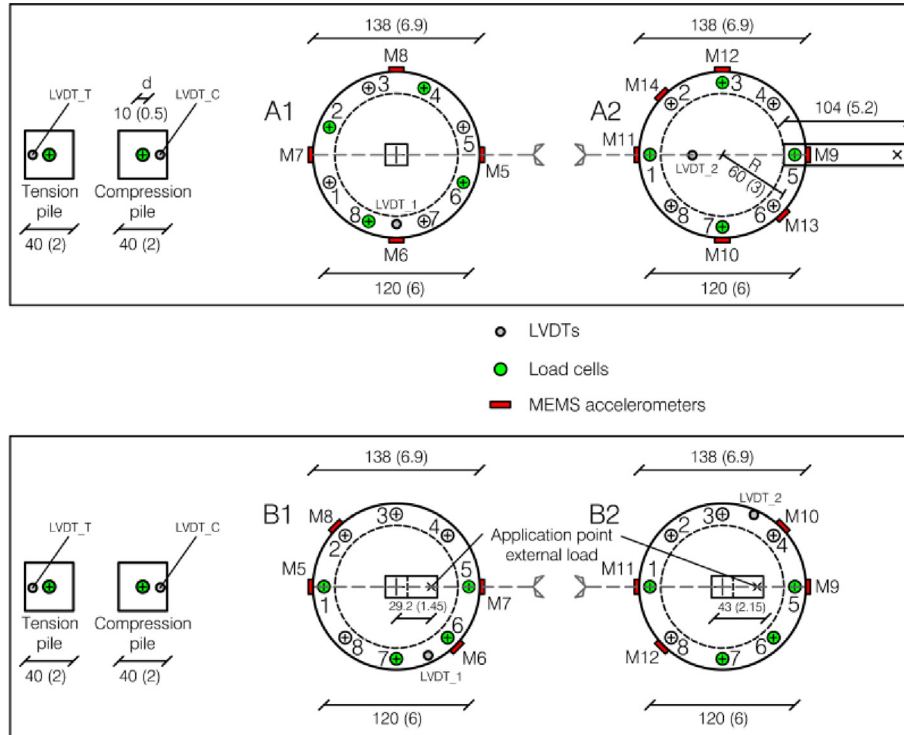 138 (6.9)
138 (6.9)
M8
M12
LVDT_T
d
10 (0.5)
LVDT_C
A1
3
4
2
5
M7
M5
1
6
LVDT_1
8
7
M6
A2
M14
3
2
4
104 (5.2)
M11
M9
1
LVDT_2
R
60 (3)
5
8
6
7
M13
M10
Tension
pile
Compression
pile
40 (2)
40 (2)
120 (6)
120 (6)
LVDTs
Load cells
MEMS accelerometers
138 (6.9)
138 (6.9)
LVDT_T
LVDT_C
B1
M8
3
2
4
Application point
external load
M5
5
1
M7
29.2 (1.45)
6
8
7
M6
LVDT_1
B2
LVDT_2
3
M10
2
4
M11
M9
1
5
43 (2.15)
6
M12
8
7
Tension
pile
Compression
pile
40 (2)
40 (2)
120 (6)
120 (6)